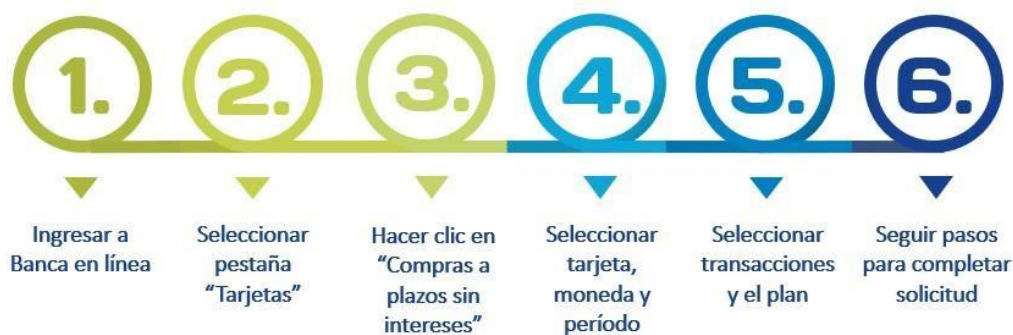 1.
2.
3.
4.
5.
6.
Ingresar a
Banca en línea
Seleccionar
pestaña
“Tarjetas”
Hacer clic en
“Compras a
plazos sin
intereses”
Seleccionar
tarjeta,
moneda y
período
Seleccionar
transacciones
y el plan
Seguir pasos
para completar
solicitud